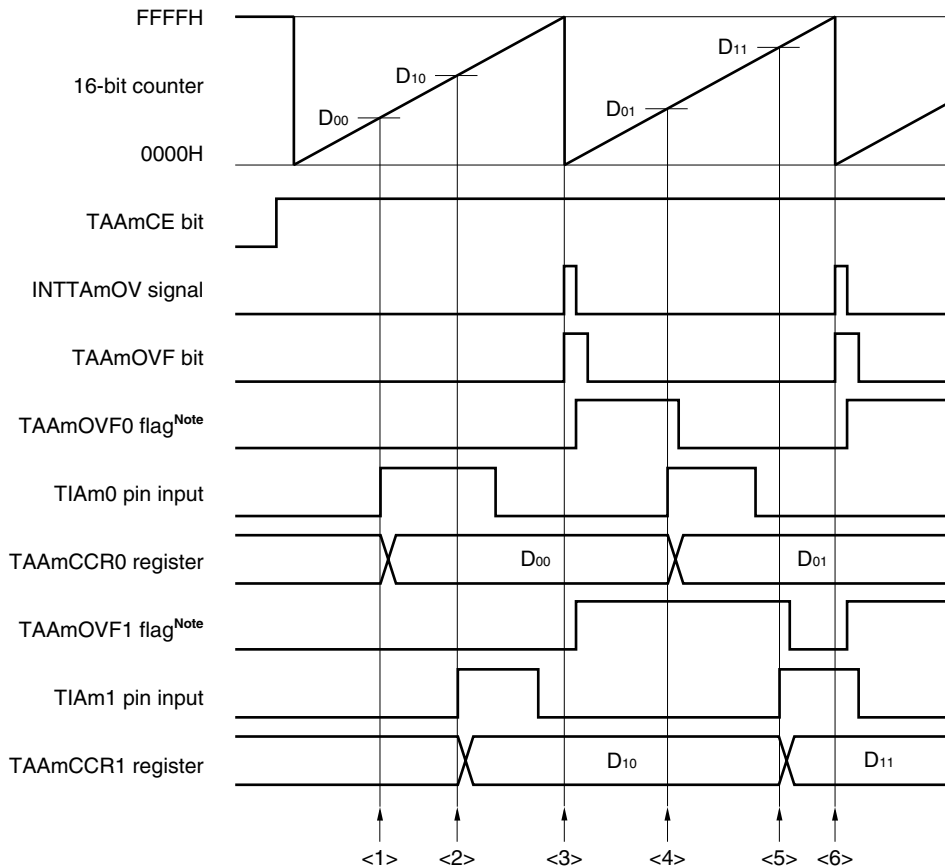 FFFFH
D11
D10
16-bit counter
D01
D00
0000H
TAAmCE bit
INTTAmOV signal
TAAmOVF bit
TAAmOVF0 flagNote
TIAm0 pin input
TAAmCCR0 register
D00
D01
TAAmOVF1 flagNote
TIAm1 pin input
TAAmCCR1 register
D10
D11
<1> <2> <3> <4> <5> <6>